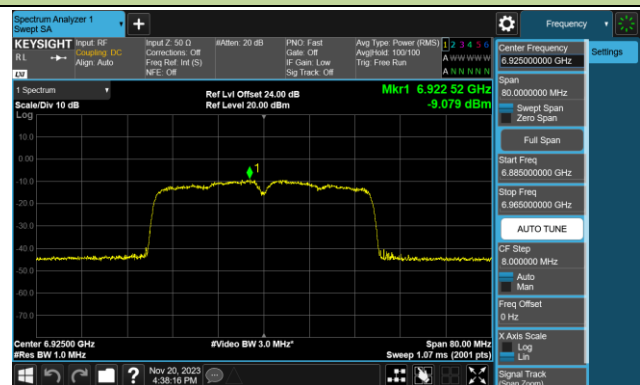 Spectrum Analyzer 1
Swept SA
+
Frequency
KEYSIGHT
RL
LXI
Input: RF
Coupling: DC
Align: Auto
Input Z: 50 Ω
Corrections: Off
Freq Ref: Int (S)
NFE: Off
#Atten: 20 dB
PNO: Fast
Gate: Off
IF Gain: Low
Sig Track: Off
Avg Type: Power (RMS)
Avg|Hold: 100/100
Trig: Free Run
1 2 3 4 5 6
A W W W W W
A N N N N N
Center Frequency
6.925000000 GHz
Settings
Span
80.0000000 MHz
Swept Span
Zero Span
Full Span
Start Freq
6.885000000 GHz
Stop Freq
6.965000000 GHz
AUTO TUNE
CF Step
8.000000 MHz
Auto
Man
Freq Offset
0 Hz
X Axis Scale
Log
Lin
Signal Track
(Span Zoom)
1 Spectrum
Scale/Div 10 dB
Log
Ref Lvl Offset 24.00 dB
Ref Level 20.00 dBm
Mkr1 6.922 52 GHz
-9.079 dBm
1
10.0
0.00
-10.0
-20.0
-30.0
-40.0
-50.0
-60.0
-70.0
Center 6.92500 GHz
#Res BW 1.0 MHz
#Video BW 3.0 MHz*
Span 80.00 MHz
Sweep 1.07 ms (2001 pts)
?
Nov 20, 2023
4:38:16 PM